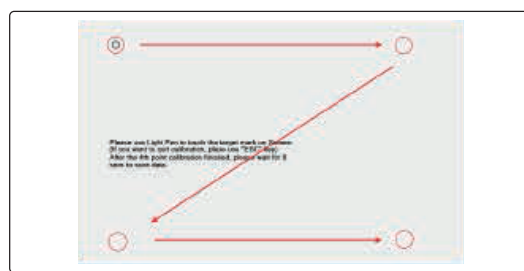 Please use Light Pen to touch the target mark on Screen
(If you want to quit calibration, please use "ESC" key)
After the 4th point calibration finished, please wait for 8
secs to save data